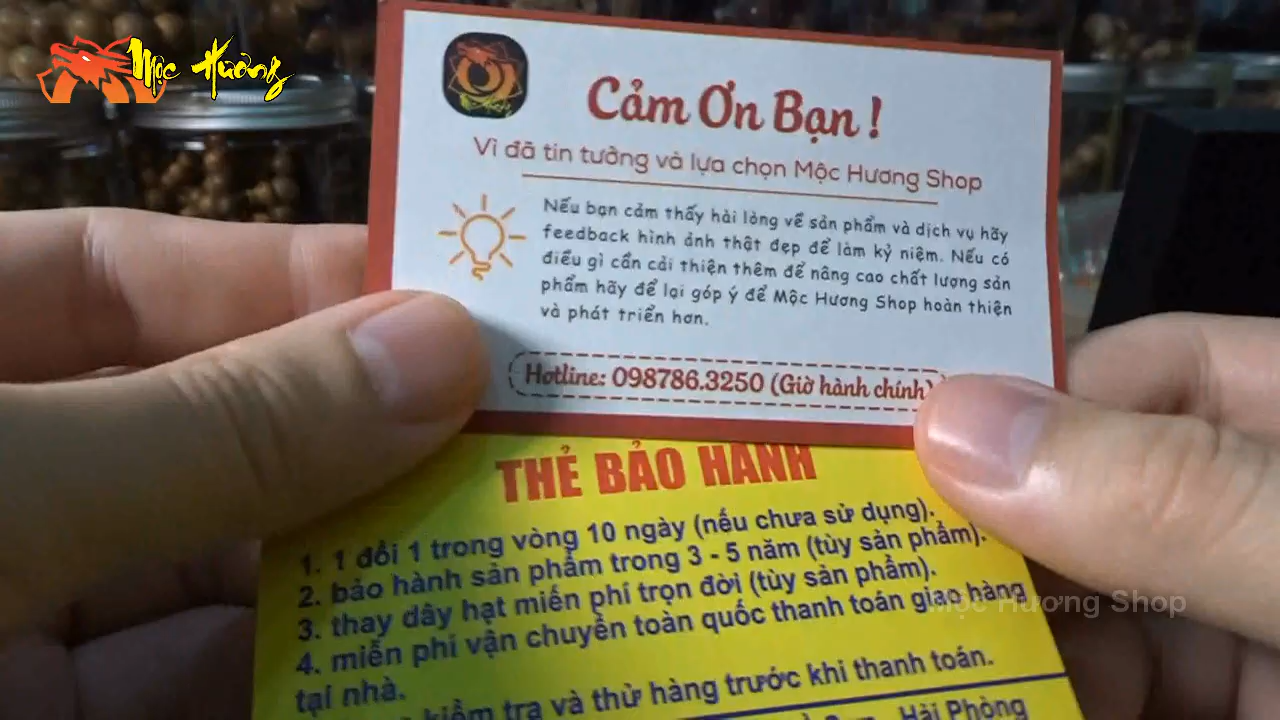 Mộc Hương
Cảm Ơn Bạn !
Vì đã tin tưởng và lựa chọn Mộc Hương Shop
Nếu bạn cảm thấy hài lòng về sản phẩm và dịch vụ hãy
feedback hình ảnh thật đẹp để làm kỷ niệm. Nếu có
điều gì cần cải thiện thêm để nâng cao chất lượng sản
phẩm hãy để lại góp ý để Mộc Hương Shop hoàn thiện
và phát triển hơn.
Hotline: 098786.3250 (Giờ hành chính)
THẺ BẢO HÀNH
1. 1 đổi 1 trong vòng 10 ngày (nếu chưa sử dụng).
2. bảo hành sản phẩm trong 3 - 5 năm (tùy sản phẩm).
3. thay dây hạt miễn phí trọn đời (tùy sản phẩm).
4. miễn phí vận chuyển toàn quốc thanh toán giao hàng
tại nhà.
kiểm tra và thử hàng trước khi thanh toán.
Hải Phòng
Mộc Hương Shop